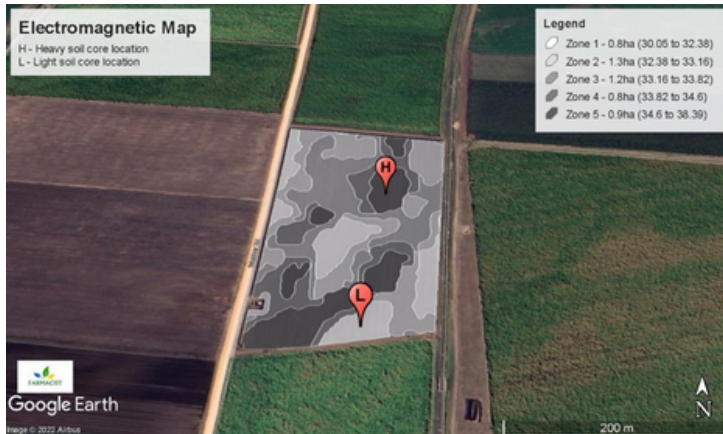 Electromagnetic Map
H - Heavy soil core location
L - Light soil core location
Legend
Zone 1 - 0.8ha (30.05 to 32.38)
Zone 2 - 1.3ha (32.38 to 33.16)
Zone 3 - 1.2ha (33.16 to 33.82)
Zone 4 - 0.8ha (33.82 to 34.6)
Zone 5 - 0.9ha (34.6 to 38.39)
H
L
FARMACIST
Google Earth
Image © 2022 Airbus
200 m
N